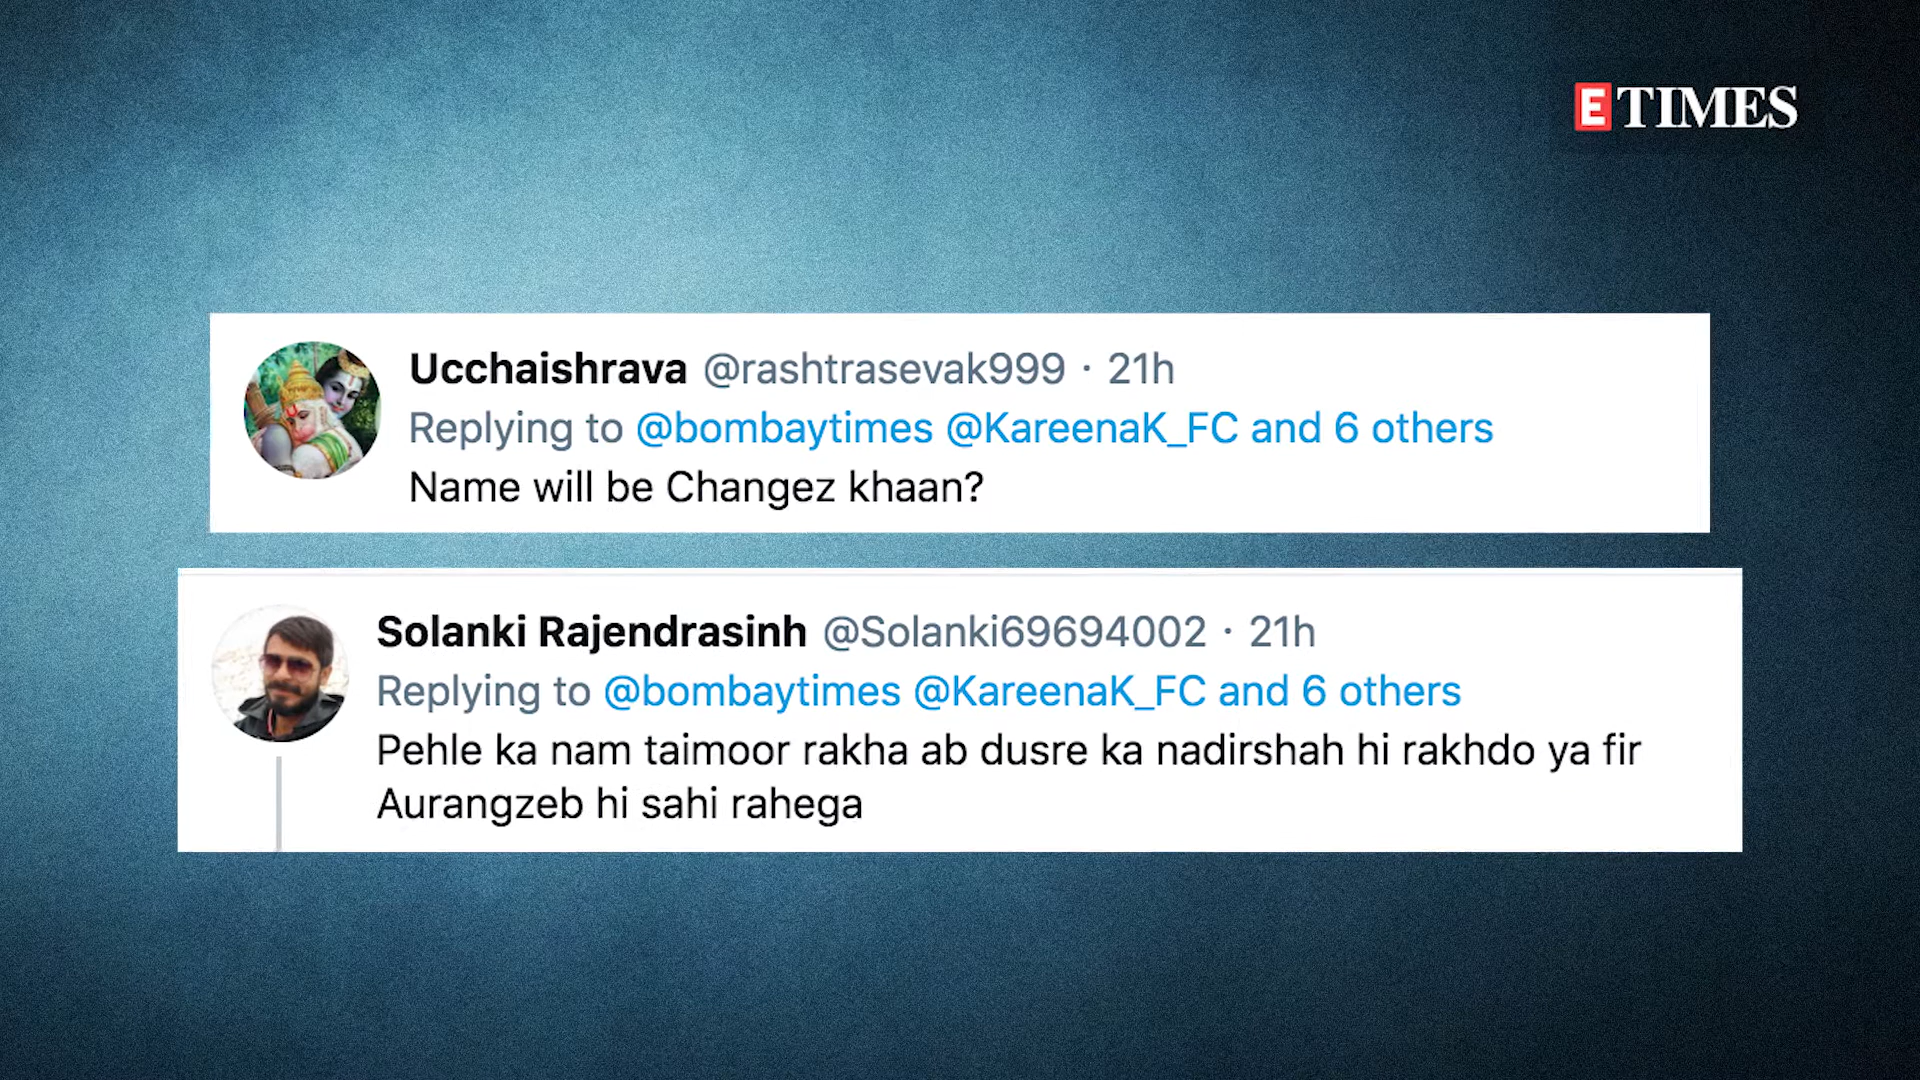 E TIMES
Ucchaishrava @rashtrasevak999 · 21h
Replying to @bombaytimes @KareenaK_FC and 6 others
Name will be Changez khaan?
Solanki Rajendrasinh @Solanki69694002 · 21h
Replying to @bombaytimes @KareenaK_FC and 6 others
Pehle ka nam taimoor rakha ab dusre ka nadirshah hi rakhdo ya fir
Aurangzeb hi sahi rahega